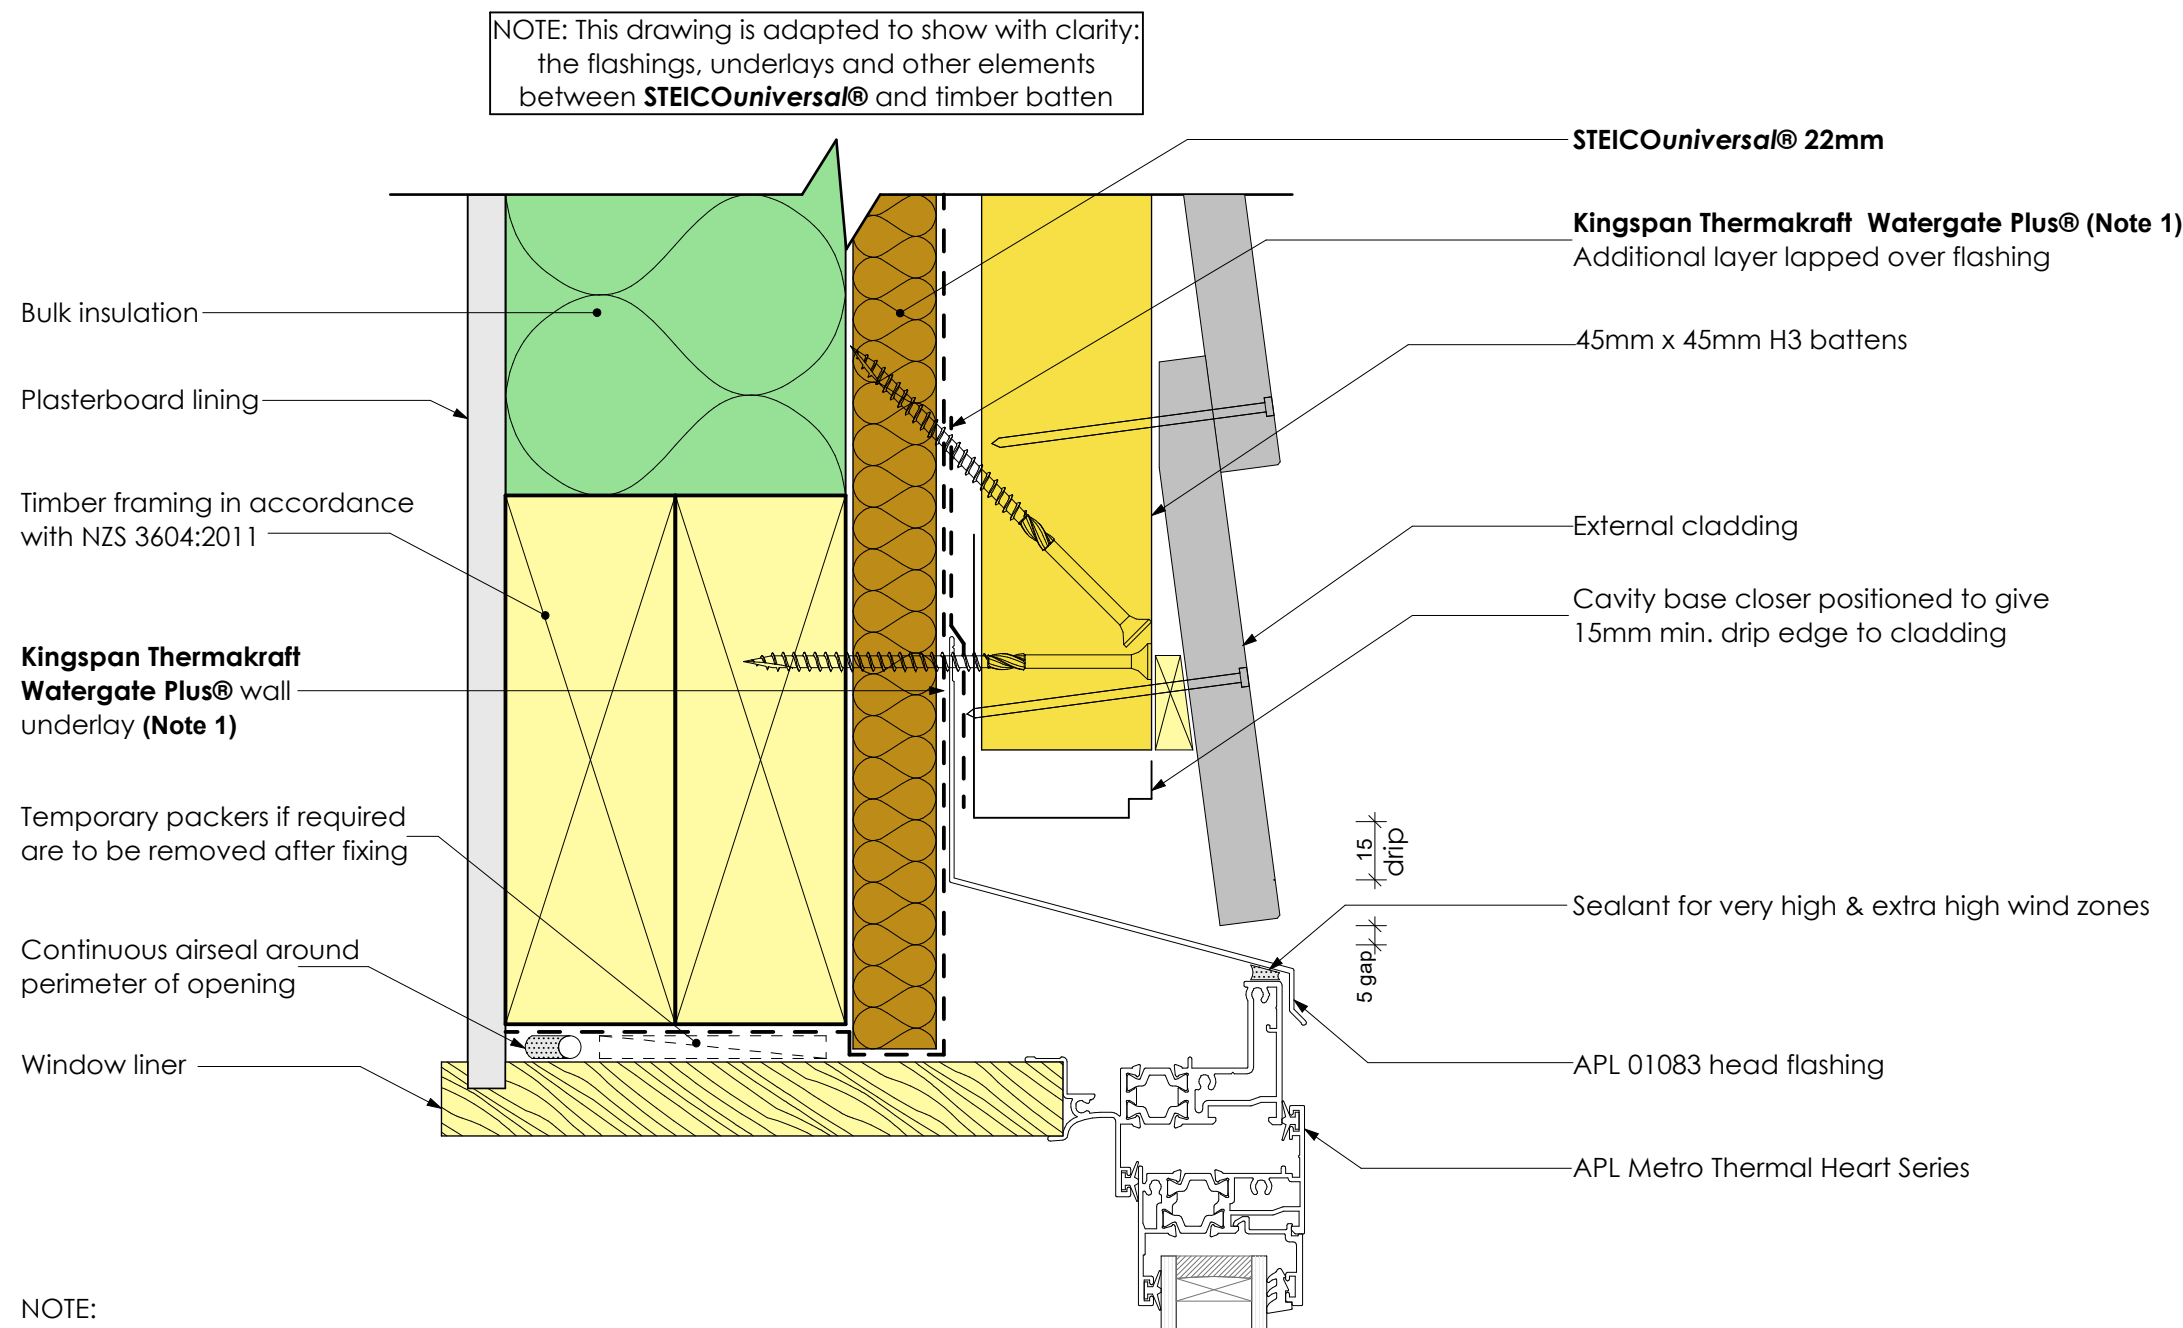 NOTE: This drawing is adapted to show with clarity:
the flashings, underlays and other elements
between STEICOuniversal® and timber batten
STEICOuniversal® 22mm
Kingspan Thermakraft Watergate Plus® (Note 1)
Additional layer lapped over flashing
45mm x 45mm H3 battens
External cladding
Cavity base closer positioned to give
15mm min. drip edge to cladding
15
drip
5 gap
Sealant for very high & extra high wind zones
APL 01083 head flashing
APL Metro Thermal Heart Series
Bulk insulation
Plasterboard lining
Timber framing in accordance
with NZS 3604:2011
Kingspan Thermakraft
Watergate Plus® wall
underlay (Note 1)
Temporary packers if required
are to be removed after fixing
Continuous airseal around
perimeter of opening
Window liner
NOTE: